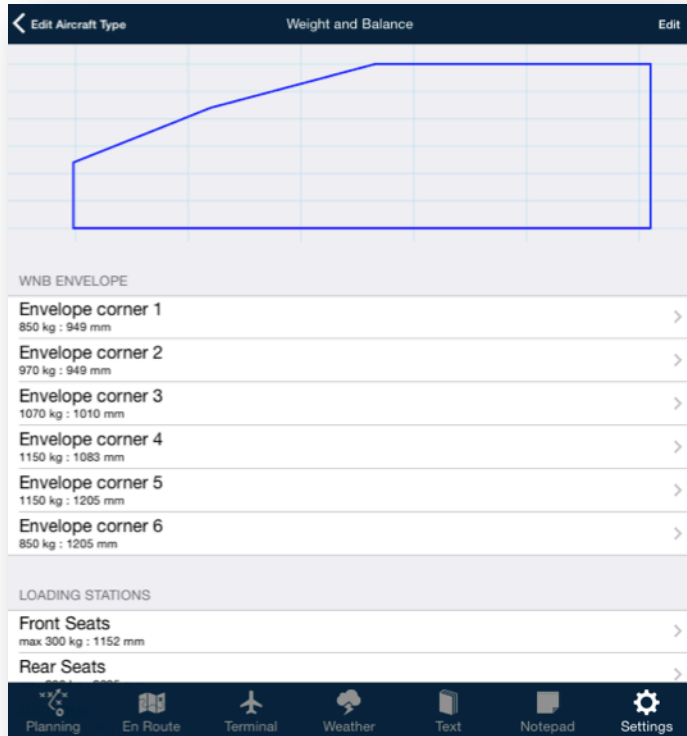 Edit Aircraft Type
Weight and Balance
Edit
WNB ENVELOPE
Envelope corner 1
850 kg : 949 mm
Envelope corner 2
970 kg : 949 mm
Envelope corner 3
1070 kg : 1010 mm
Envelope corner 4
1150 kg : 1083 mm
Envelope corner 5
1150 kg : 1205 mm
Envelope corner 6
850 kg : 1205 mm
LOADING STATIONS
Front Seats
max 300 kg : 1152 mm
Rear Seats
Planning
En Route
Terminal
Weather
Text
Notepad
Settings